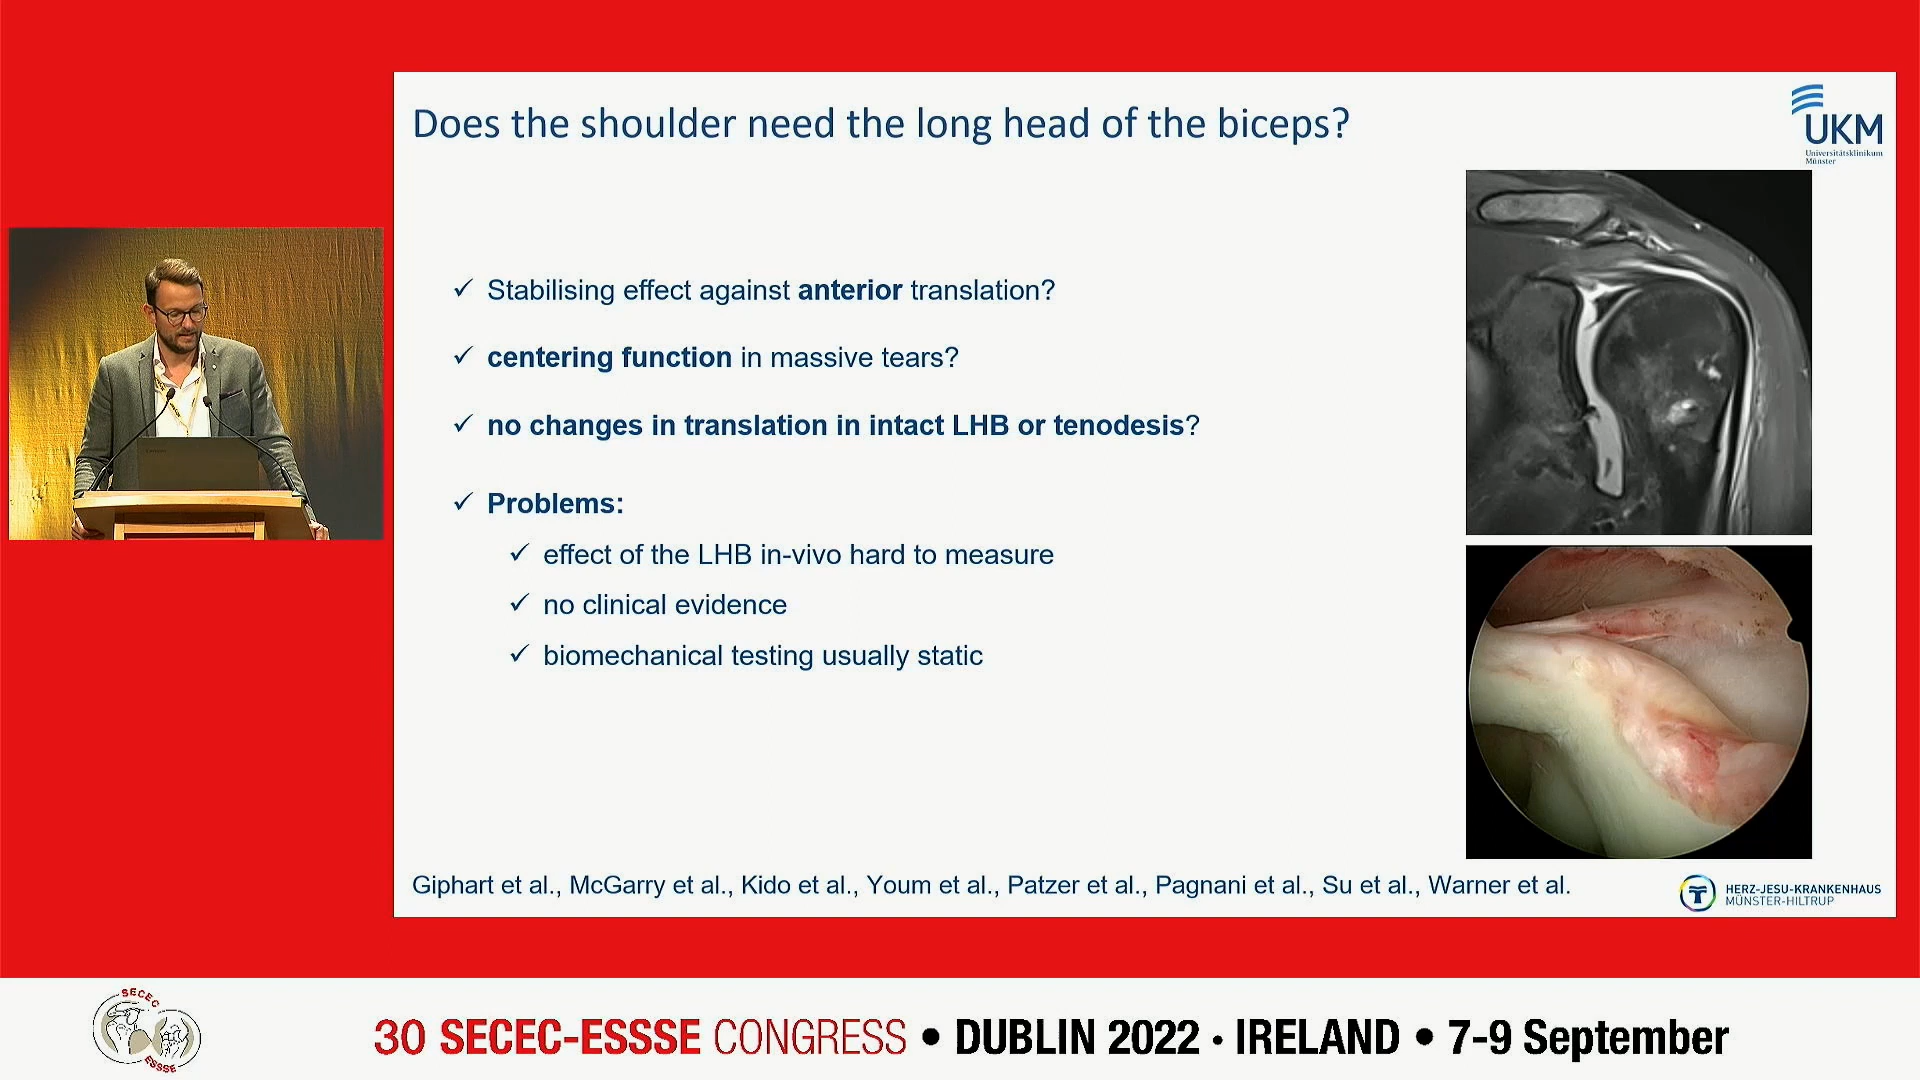 Does the shoulder need the long head of the biceps?
UKM
Universitätsklinikum
Münster
Stabilising effect against anterior translation?
centering function in massive tears?
no changes in translation in intact LHB or tenodesis?
Problems:
effect of the LHB in-vivo hard to measure
no clinical evidence
biomechanical testing usually static
Giphart et al., McGarry et al., Kido et al., Youm et al., Patzer et al., Pagnani et al., Su et al., Warner et al.
HERZ-JESU-KRANKENHAUS
MÜNSTER-HILTRUP
SECEC
ESSSE
30 SECEC-ESSSE CONGRESS • DUBLIN 2022 • IRELAND • 7-9 September